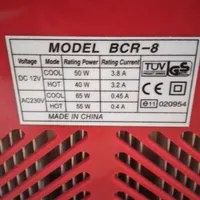 MODEL BCR-8
Voltage Mode Rating Power Rating Current
DC 12V COOL 50 W 3.8 A
HOT 40 W 3.2 A
AC230V COOL 65 W 0.45 A
HOT 55 W 0.4 A
MADE IN CHINA
TÜV
GS
CE
e11 020954